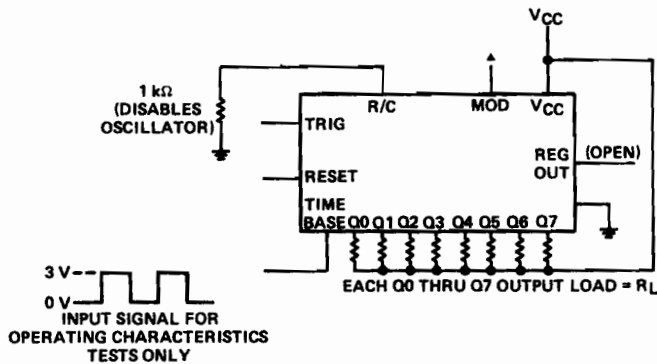 VCC
1 kΩ
(DISABLES
OSCILLATOR)
R/C
MOD
VCC
TRIG
REG
OUT
(OPEN)
RESET
TIME
BASE
Q0 Q1 Q2 Q3 Q4 Q5 Q6 Q7
3 V
0 V
EACH Q0 THRU Q7 OUTPUT LOAD = RL
INPUT SIGNAL FOR
OPERATING CHARACTERISTICS
TESTS ONLY